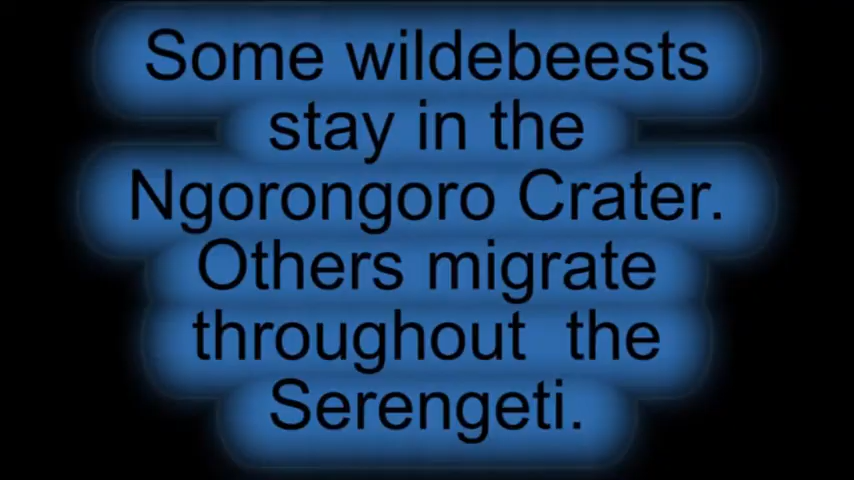 Some wildebeests
stay in the
Ngorongoro Crater.
Others migrate
throughout  the
Serengeti.